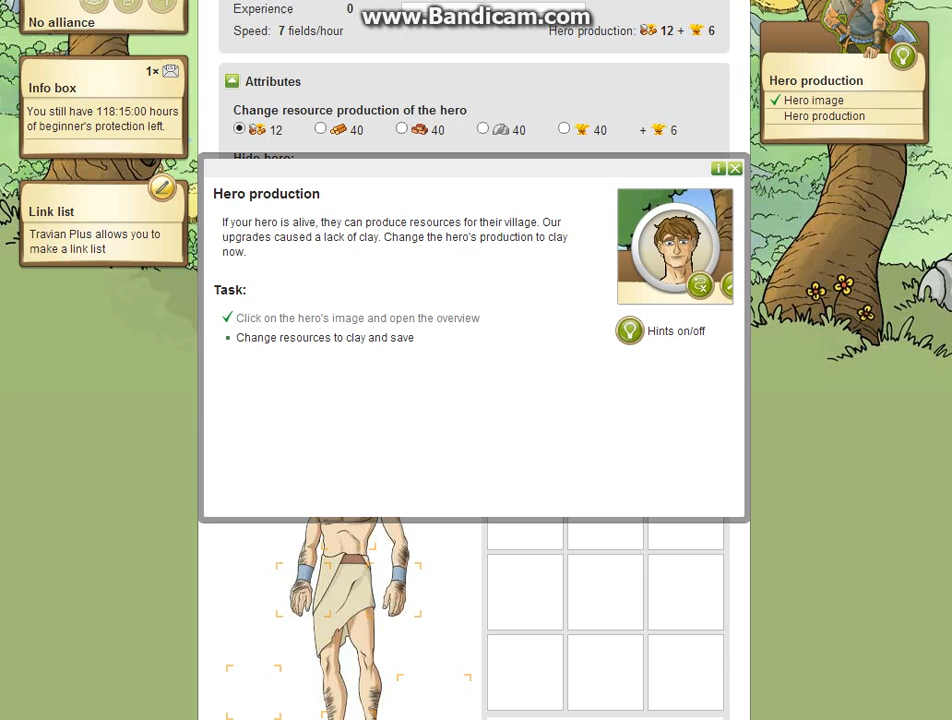 www.Bandicam.com
No alliance
Experience 0
Speed: 7 fields/hour
Hero production: 12 + 6
1×
Info box
You still have 118:15:00 hours
of beginner's protection left.
Link list
Travian Plus allows you to
make a link list
Attributes
Change resource production of the hero
12 40 40 40 40 + 6
Hide hero:
Hero production
Hero image
Hero production
Hero production
If your hero is alive, they can produce resources for their village. Our
upgrades caused a lack of clay. Change the hero's production to clay
now.
Task:
Click on the hero's image and open the overview
Change resources to clay and save
Hints on/off